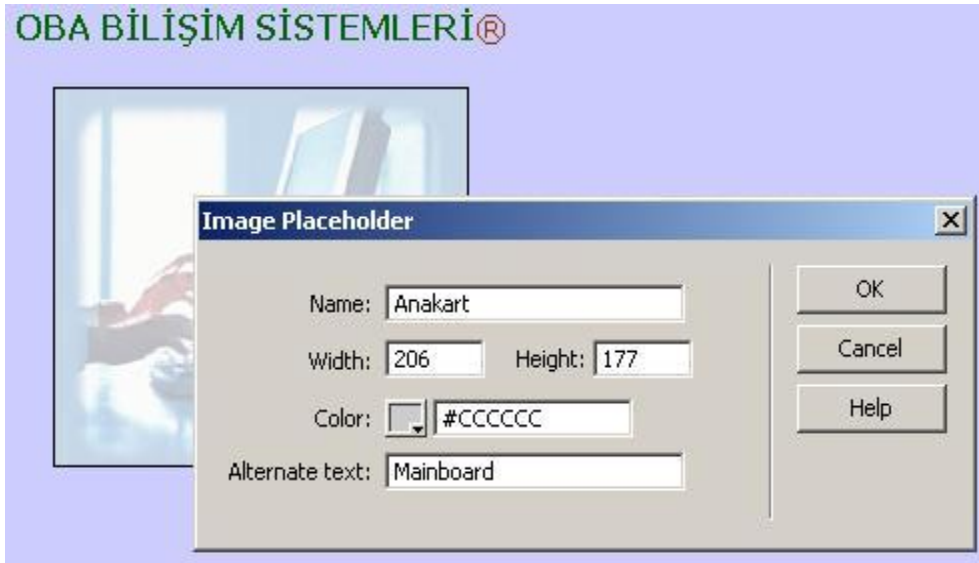 OBA BİLİŞİM SİSTEMLERİ®
Image Placeholder
Name: Anakart
OK
Width: 206 Height: 177
Cancel
Color: #CCCCCC
Help
Alternate text: Mainboard